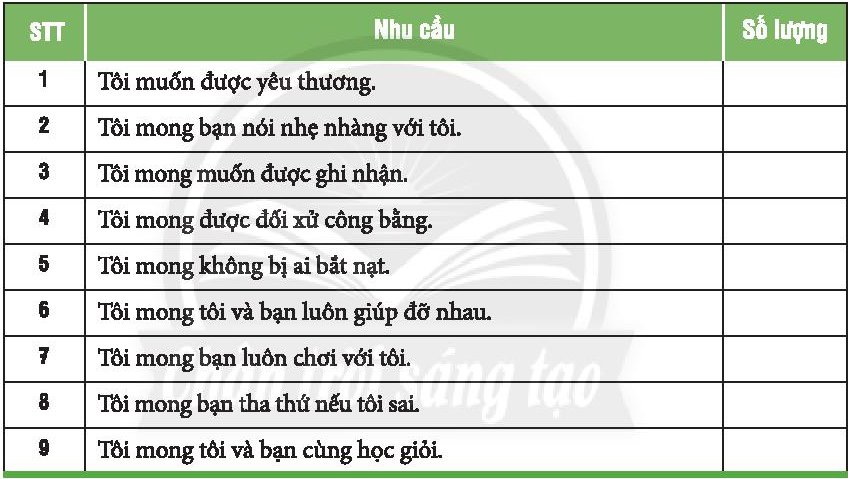 STT Nhu cầu Số lượng
1 Tôi muốn được yêu thương.
2 Tôi mong bạn nói nhẹ nhàng với tôi.
3 Tôi mong muốn được ghi nhận.
4 Tôi mong được đối xử công bằng.
5 Tôi mong không bị ai bắt nạt.
6 Tôi mong tôi và bạn luôn giúp đỡ nhau.
7 Tôi mong bạn luôn chơi với tôi.
Chân trời sáng tạo
8 Tôi mong bạn tha thứ nếu tôi sai.
9 Tôi mong tôi và bạn cùng học giỏi.